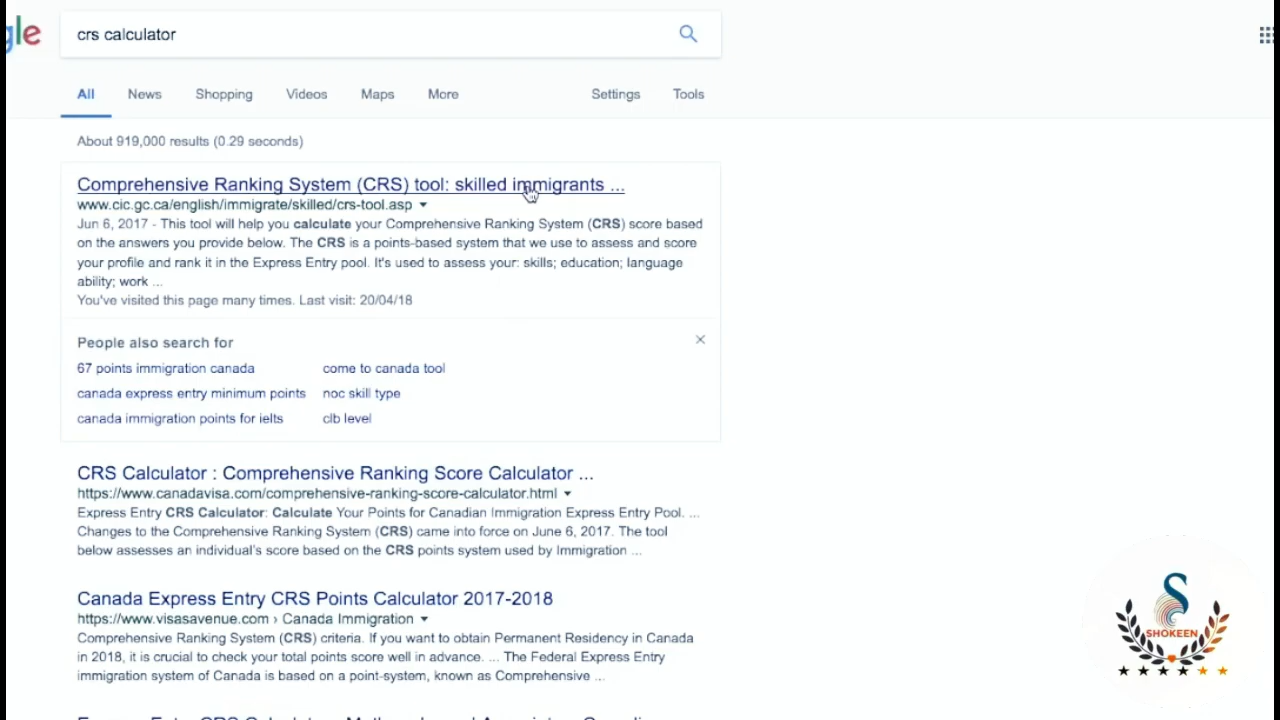 gle
crs calculator
All News Shopping Videos Maps More Settings Tools
About 919,000 results (0.29 seconds)
Comprehensive Ranking System (CRS) tool: skilled immigrants ...
www.cic.gc.ca/english/immigrate/skilled/crs-tool.asp
Jun 6, 2017 - This tool will help you calculate your Comprehensive Ranking System (CRS) score based
on the answers you provide below. The CRS is a points-based system that we use to assess and score
your profile and rank it in the Express Entry pool. It's used to assess your: skills; education; language
ability; work ...
You've visited this page many times. Last visit: 20/04/18
People also search for
67 points immigration canada come to canada tool
canada express entry minimum points noc skill type
canada immigration points for ielts clb level
CRS Calculator : Comprehensive Ranking Score Calculator ...
https://www.canadavisa.com/comprehensive-ranking-score-calculator.html
Express Entry CRS Calculator: Calculate Your Points for Canadian Immigration Express Entry Pool. ...
Changes to the Comprehensive Ranking System (CRS) came into force on June 6, 2017. The tool
below assesses an individual's score based on the CRS points system used by Immigration ...
Canada Express Entry CRS Points Calculator 2017-2018
https://www.visasavenue.com › Canada Immigration
Comprehensive Ranking System (CRS) criteria. If you want to obtain Permanent Residency in Canada
in 2018, it is crucial to check your total points score well in advance. ... The Federal Express Entry
immigration system of Canada is based on a point-system, known as Comprehensive ...
S
SHOKEEN